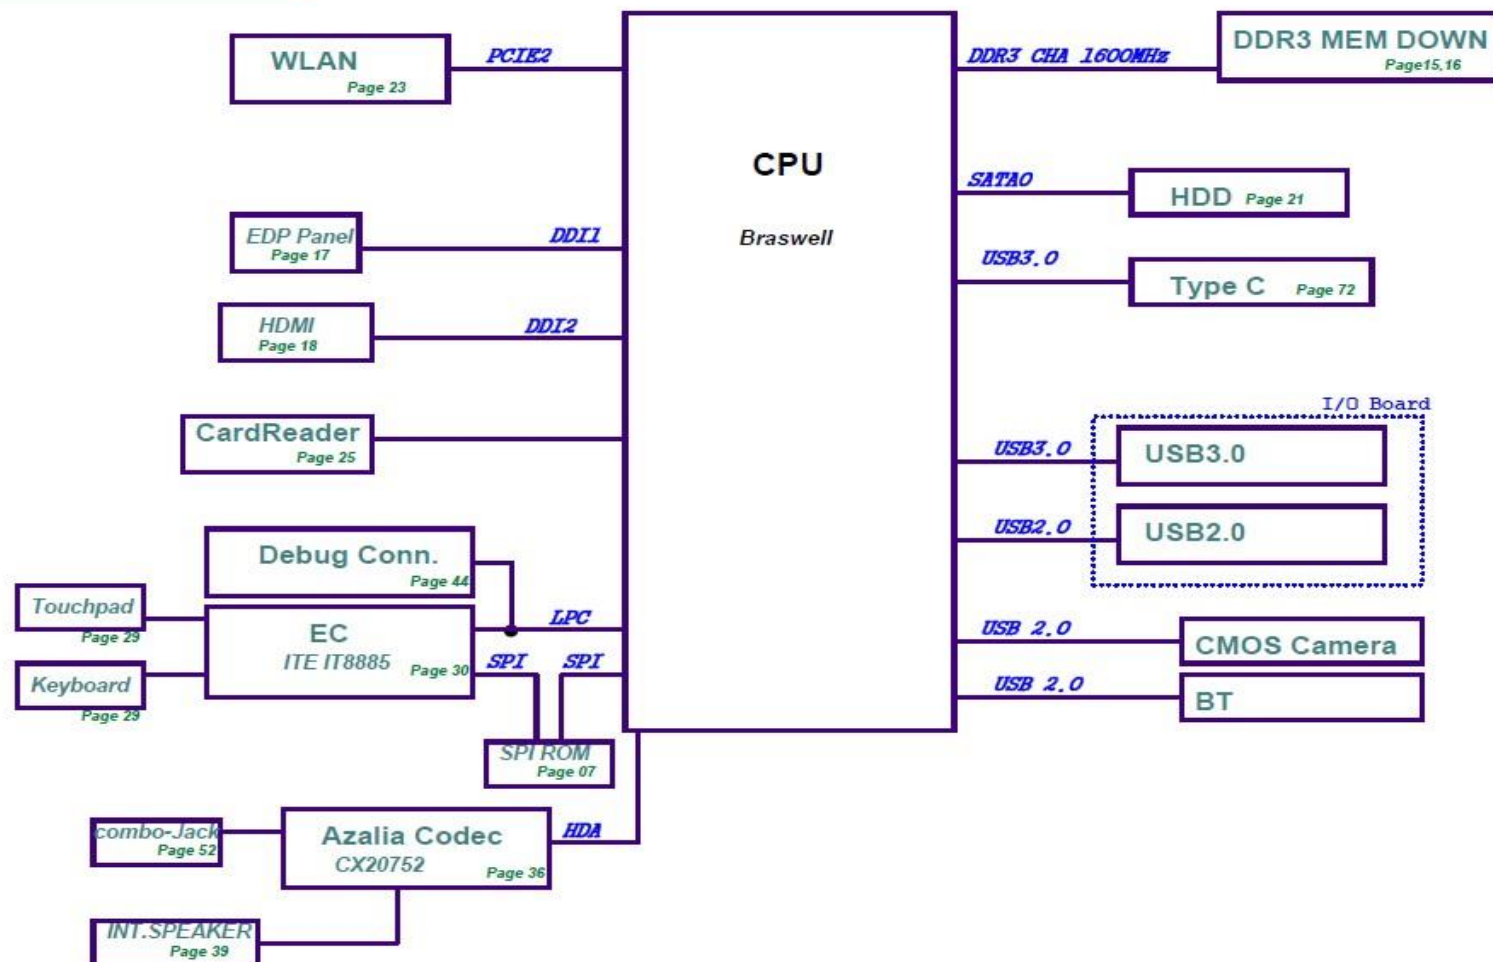 WLAN
Page 23
PCIE2
DDR3 CHA 1600MHz
DDR3 MEM DOWN
Page15,16
CPU
Braswell
SATA0
HDD Page 21
EDP Panel
Page 17
DDI1
USB3.0
Type C Page 72
HDMI
Page 18
DDI2
I/O Board
CardReader
Page 25
USB3.0
USB3.0
USB2.0
USB2.0
Debug Conn.
Page 44
Touchpad
Page 29
EC
ITE IT8885
Page 30
LPC
USB 2.0
CMOS Camera
Keyboard
Page 29
SPI
SPI
USB 2.0
BT
SPI ROM
Page 07
combo-Jack
Page 52
Azalia Codec
CX20752
Page 36
HDA
INT.SPEAKER
Page 39